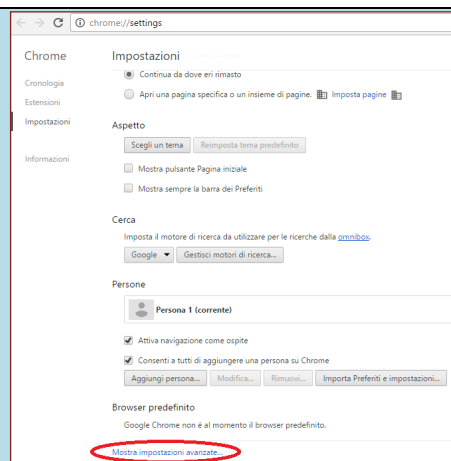 chrome://settings
Chrome
Impostazioni
Cronologia
Estensioni
Impostazioni
Informazioni
Continua da dove eri rimasto
Apri una pagina specifica o un insieme di pagine. Imposta pagine
Aspetto
Scegli un tema Reimposta tema predefinito
Mostra pulsante Pagina iniziale
Mostra sempre la barra dei Preferiti
Cerca
Imposta il motore di ricerca da utilizzare per le ricerche dalla omnibox.
Google Gestisci motori di ricerca...
Persone
Persona 1 (corrente)
Attiva navigazione come ospite
Consenti a tutti di aggiungere una persona su Chrome
Aggiungi persona... Modifica... Rimuovi... Importa Preferiti e impostazioni...
Browser predefinito
Google Chrome non è al momento il browser predefinito.
Mostra impostazioni avanzate...